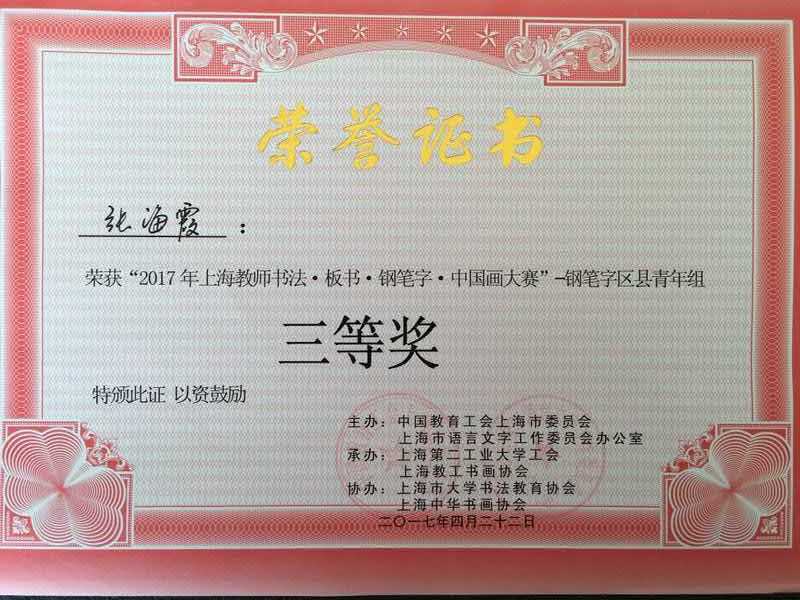 荣誉证书
张海霞：
荣获“2017年上海教师书法·板书·钢笔字·中国画大赛”-钢笔字区县青年组
三等奖
特颁此证 以资鼓励
主办：中国教育工会上海市委员会
上海市语言文字工作委员会办公室
承办：上海第二工业大学工会
上海教工书画协会
协办：上海市大学书法教育协会
上海中华书画协会
二〇一七年四月二十二日